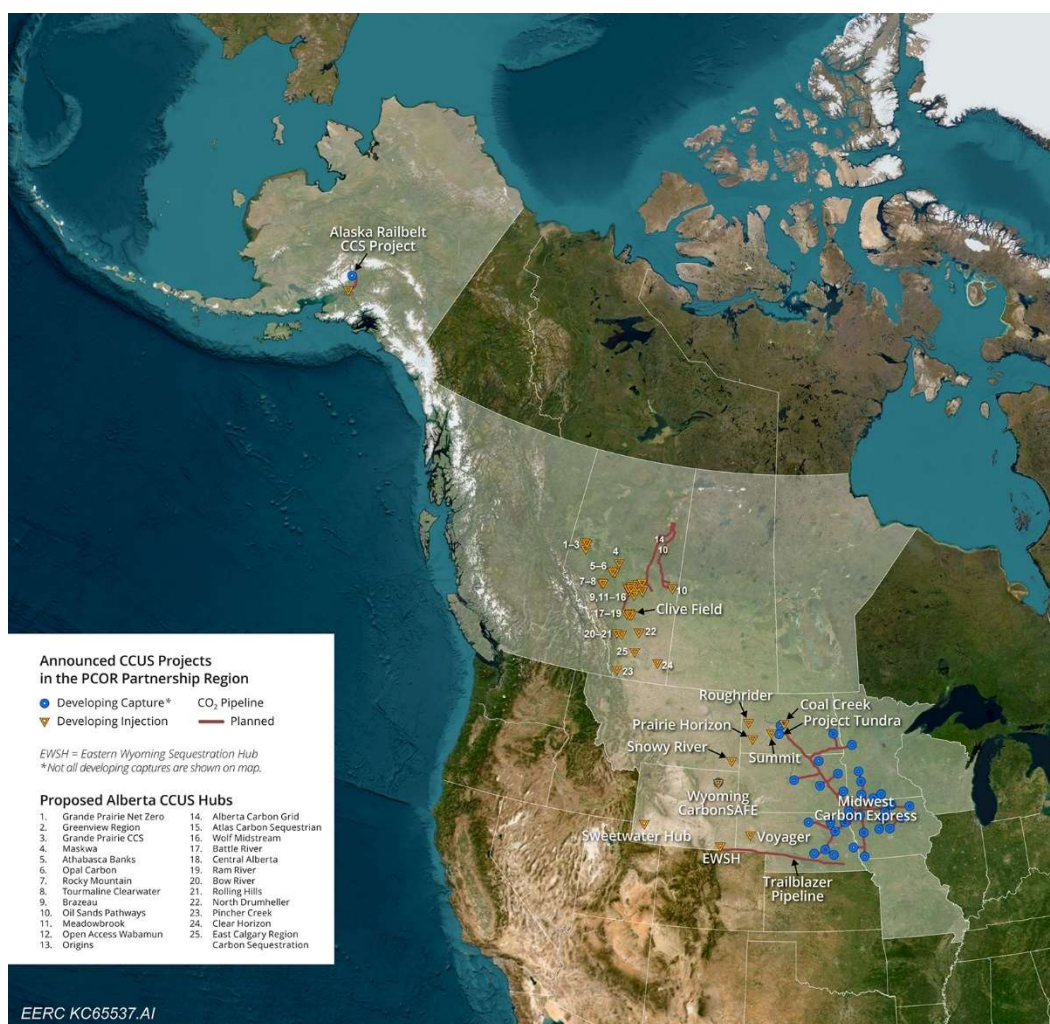 Alaska Railbelt
CCS Project
1–3
4
14
10
5–6
7–8
10
9,11–16
Clive Field
17–19
20–21
22
25
24
23
Roughrider
Coal Creek
Project Tundra
Prairie Horizon
Snowy River
Summit
Wyoming
CarbonSAFE
Midwest
Carbon Express
Sweetwater Hub
Voyager
EWSH
Trailblazer
Pipeline
Announced CCUS Projects
in the PCOR Partnership Region
Developing Capture*
CO₂ Pipeline
Developing Injection
Planned
EWSH = Eastern Wyoming Sequestration Hub
*Not all developing captures are shown on map.
Proposed Alberta CCUS Hubs
1. Grande Prairie Net Zero
2. Greenview Region
3. Grande Prairie CCS
4. Maskwa
5. Athabasca Banks
6. Opal Carbon
7. Rocky Mountain
8. Tourmaline Clearwater
9. Brazeau
10. Oil Sands Pathways
11. Meadowbrook
12. Open Access Wabamun
13. Origins
14. Alberta Carbon Grid
15. Atlas Carbon Sequestrian
16. Wolf Midstream
17. Battle River
18. Central Alberta
19. Ram River
20. Bow River
21. Rolling Hills
22. North Drumheller
23. Pincher Creek
24. Clear Horizon
25. East Calgary Region
Carbon Sequestration
EERC KC65537.AI